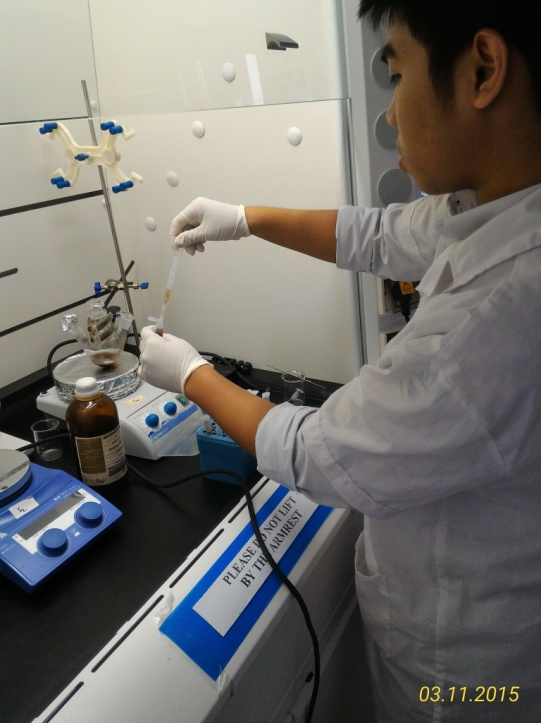 PLEASE DO NOT LIFT
BY THE ARMREST
03.11.2015